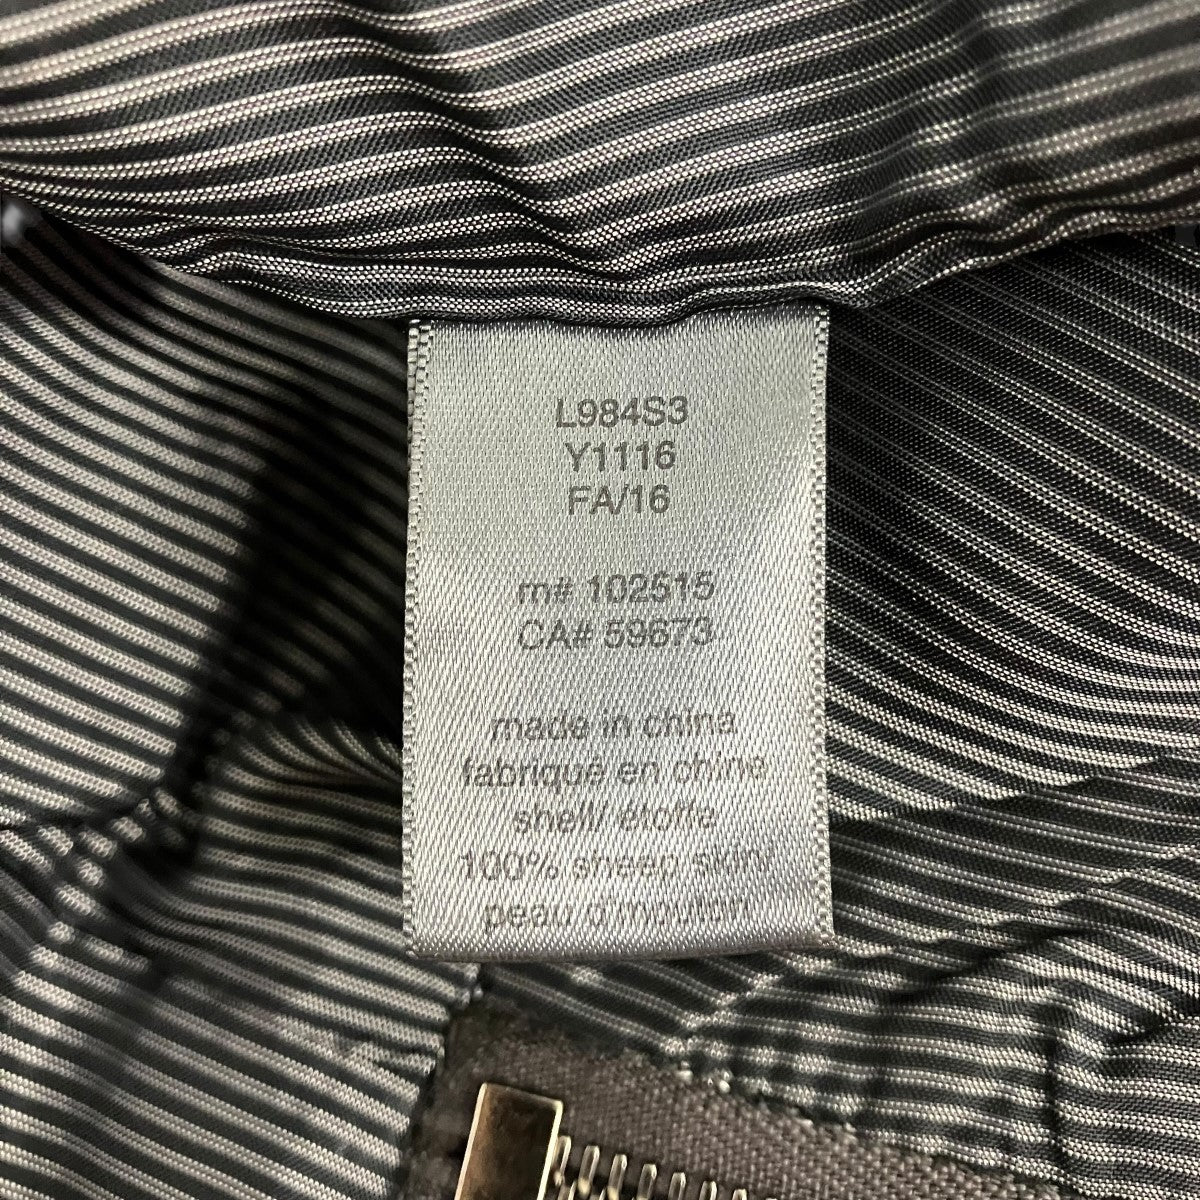 L984S3
Y1116
FA/16
rn# 102515
CA# 59673
made in china
fabrique en chine
shell/ étoffe
100% sheep skin/
peau d'mouton